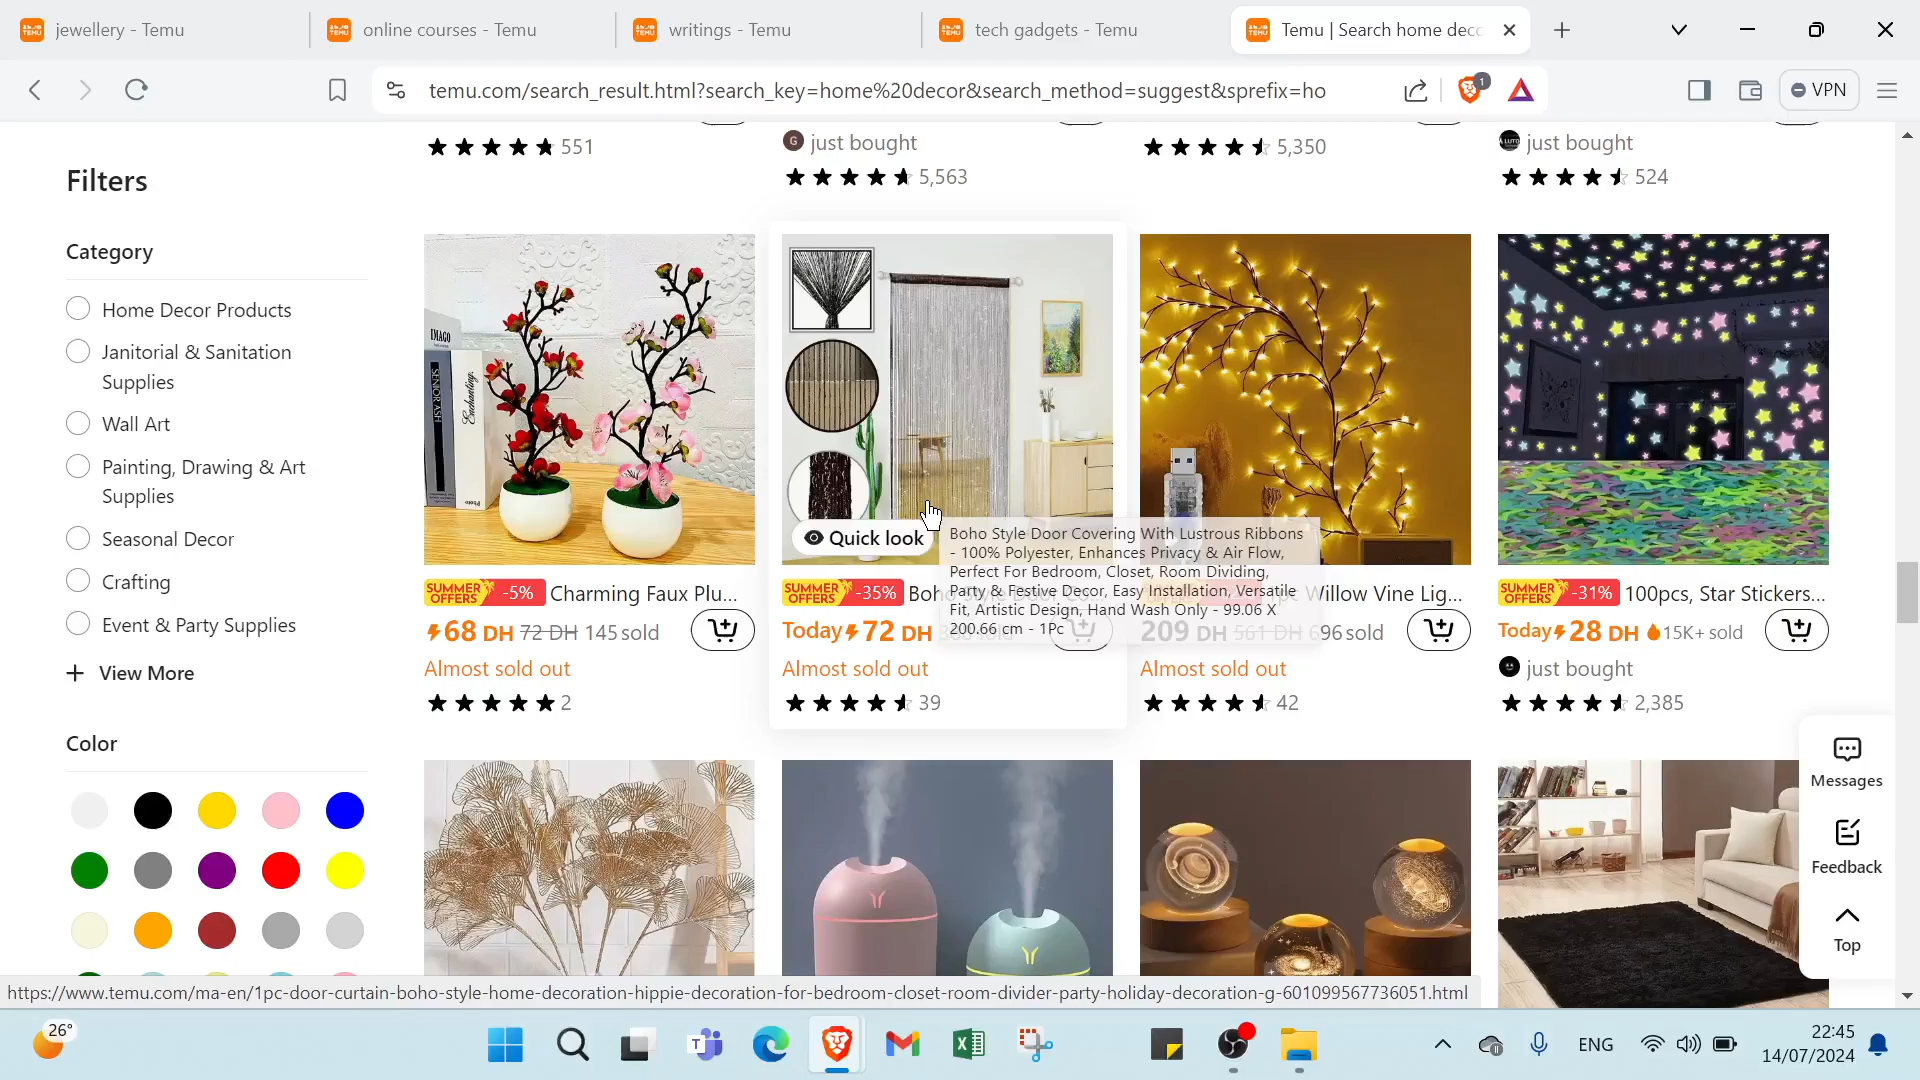 jewellery - Temu
online courses - Temu
writings - Temu
tech gadgets - Temu
Temu | Search home deco
temu.com/search_result.html?search_key=home%20decor&search_method=suggest&sprefix=ho
1
VPN
Filters
Category
Home Decor Products
Janitorial & Sanitation
Supplies
Wall Art
Painting, Drawing & Art
Supplies
Seasonal Decor
Crafting
Event & Party Supplies
View More
Color
551
just bought
5,563
5,350
just bought
524
IMAGO
SENIOR ASH
Enchanting.
SUMMER OFFERS -5% Charming Faux Plu...
68 DH 72 DH 145 sold
Almost sold out
2
Quick look
Boho Style Door Covering With Lustrous Ribbons
- 100% Polyester, Enhances Privacy & Air Flow,
Perfect For Bedroom, Closet, Room Dividing,
Party & Festive Decor, Easy Installation, Versatile
Fit, Artistic Design, Hand Wash Only - 99.06 X
200.66 cm - 1Pc
SUMMER OFFERS -35% Boho
Today 72 DH
Almost sold out
39
Willow Vine Lig...
209 DH 561 DH 696 sold
Almost sold out
42
SUMMER OFFERS -31% 100pcs, Star Stickers...
Today 28 DH 15K+ sold
just bought
2,385
Messages
Feedback
Top
https://www.temu.com/ma-en/1pc-door-curtain-boho-style-home-decoration-hippie-decoration-for-bedroom-closet-room-divider-party-holiday-decoration-g-601099567736051.html
26°
ENG
22:45
14/07/2024